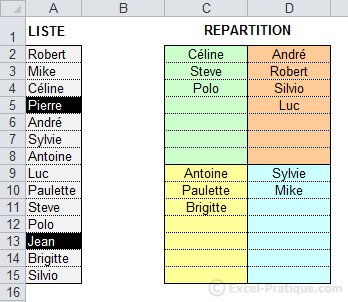 A B C D
1 LISTE REPARTITION
2 Robert Céline André
3 Mike Steve Robert
4 Céline Polo Silvio
5 Pierre Luc
6 André
7 Sylvie
8 Antoine
9 Luc Antoine Sylvie
10 Paulette Paulette Mike
11 Steve Brigitte
12 Polo
13 Jean
14 Brigitte
15 Silvio
16
© Excel-Pratique.com